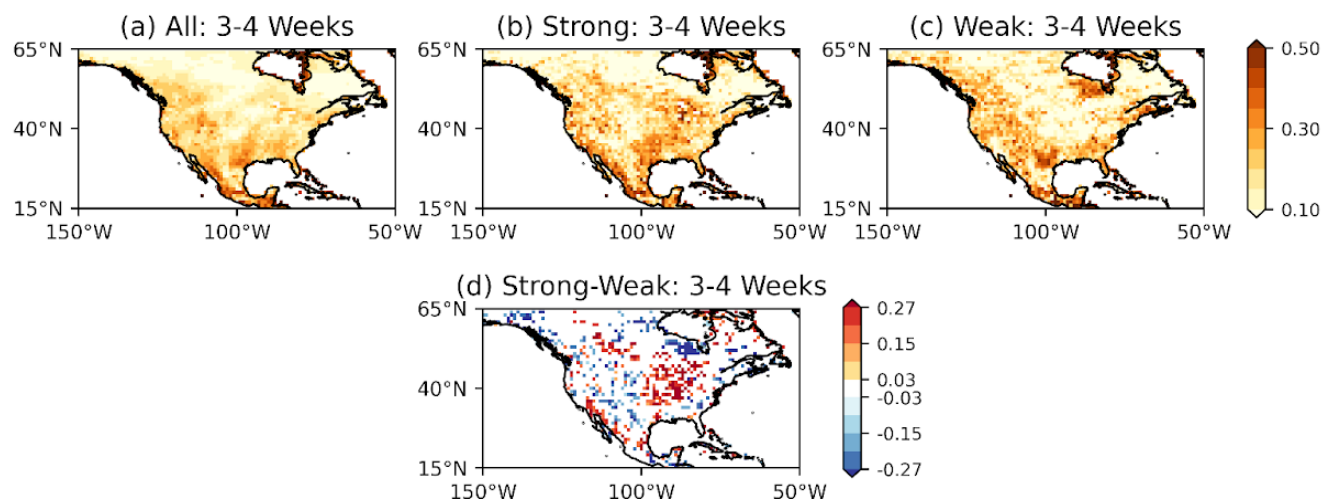 (a) All: 3-4 Weeks
(b) Strong: 3-4 Weeks
(c) Weak: 3-4 Weeks
65°N
40°N
15°N
150°W
100°W
50°W
65°N
40°N
15°N
150°W
100°W
50°W
65°N
40°N
15°N
150°W
100°W
50°W
0.50
0.30
0.10
(d) Strong-Weak: 3-4 Weeks
65°N
40°N
15°N
150°W
100°W
50°W
0.27
0.15
0.03
-0.03
-0.15
-0.27